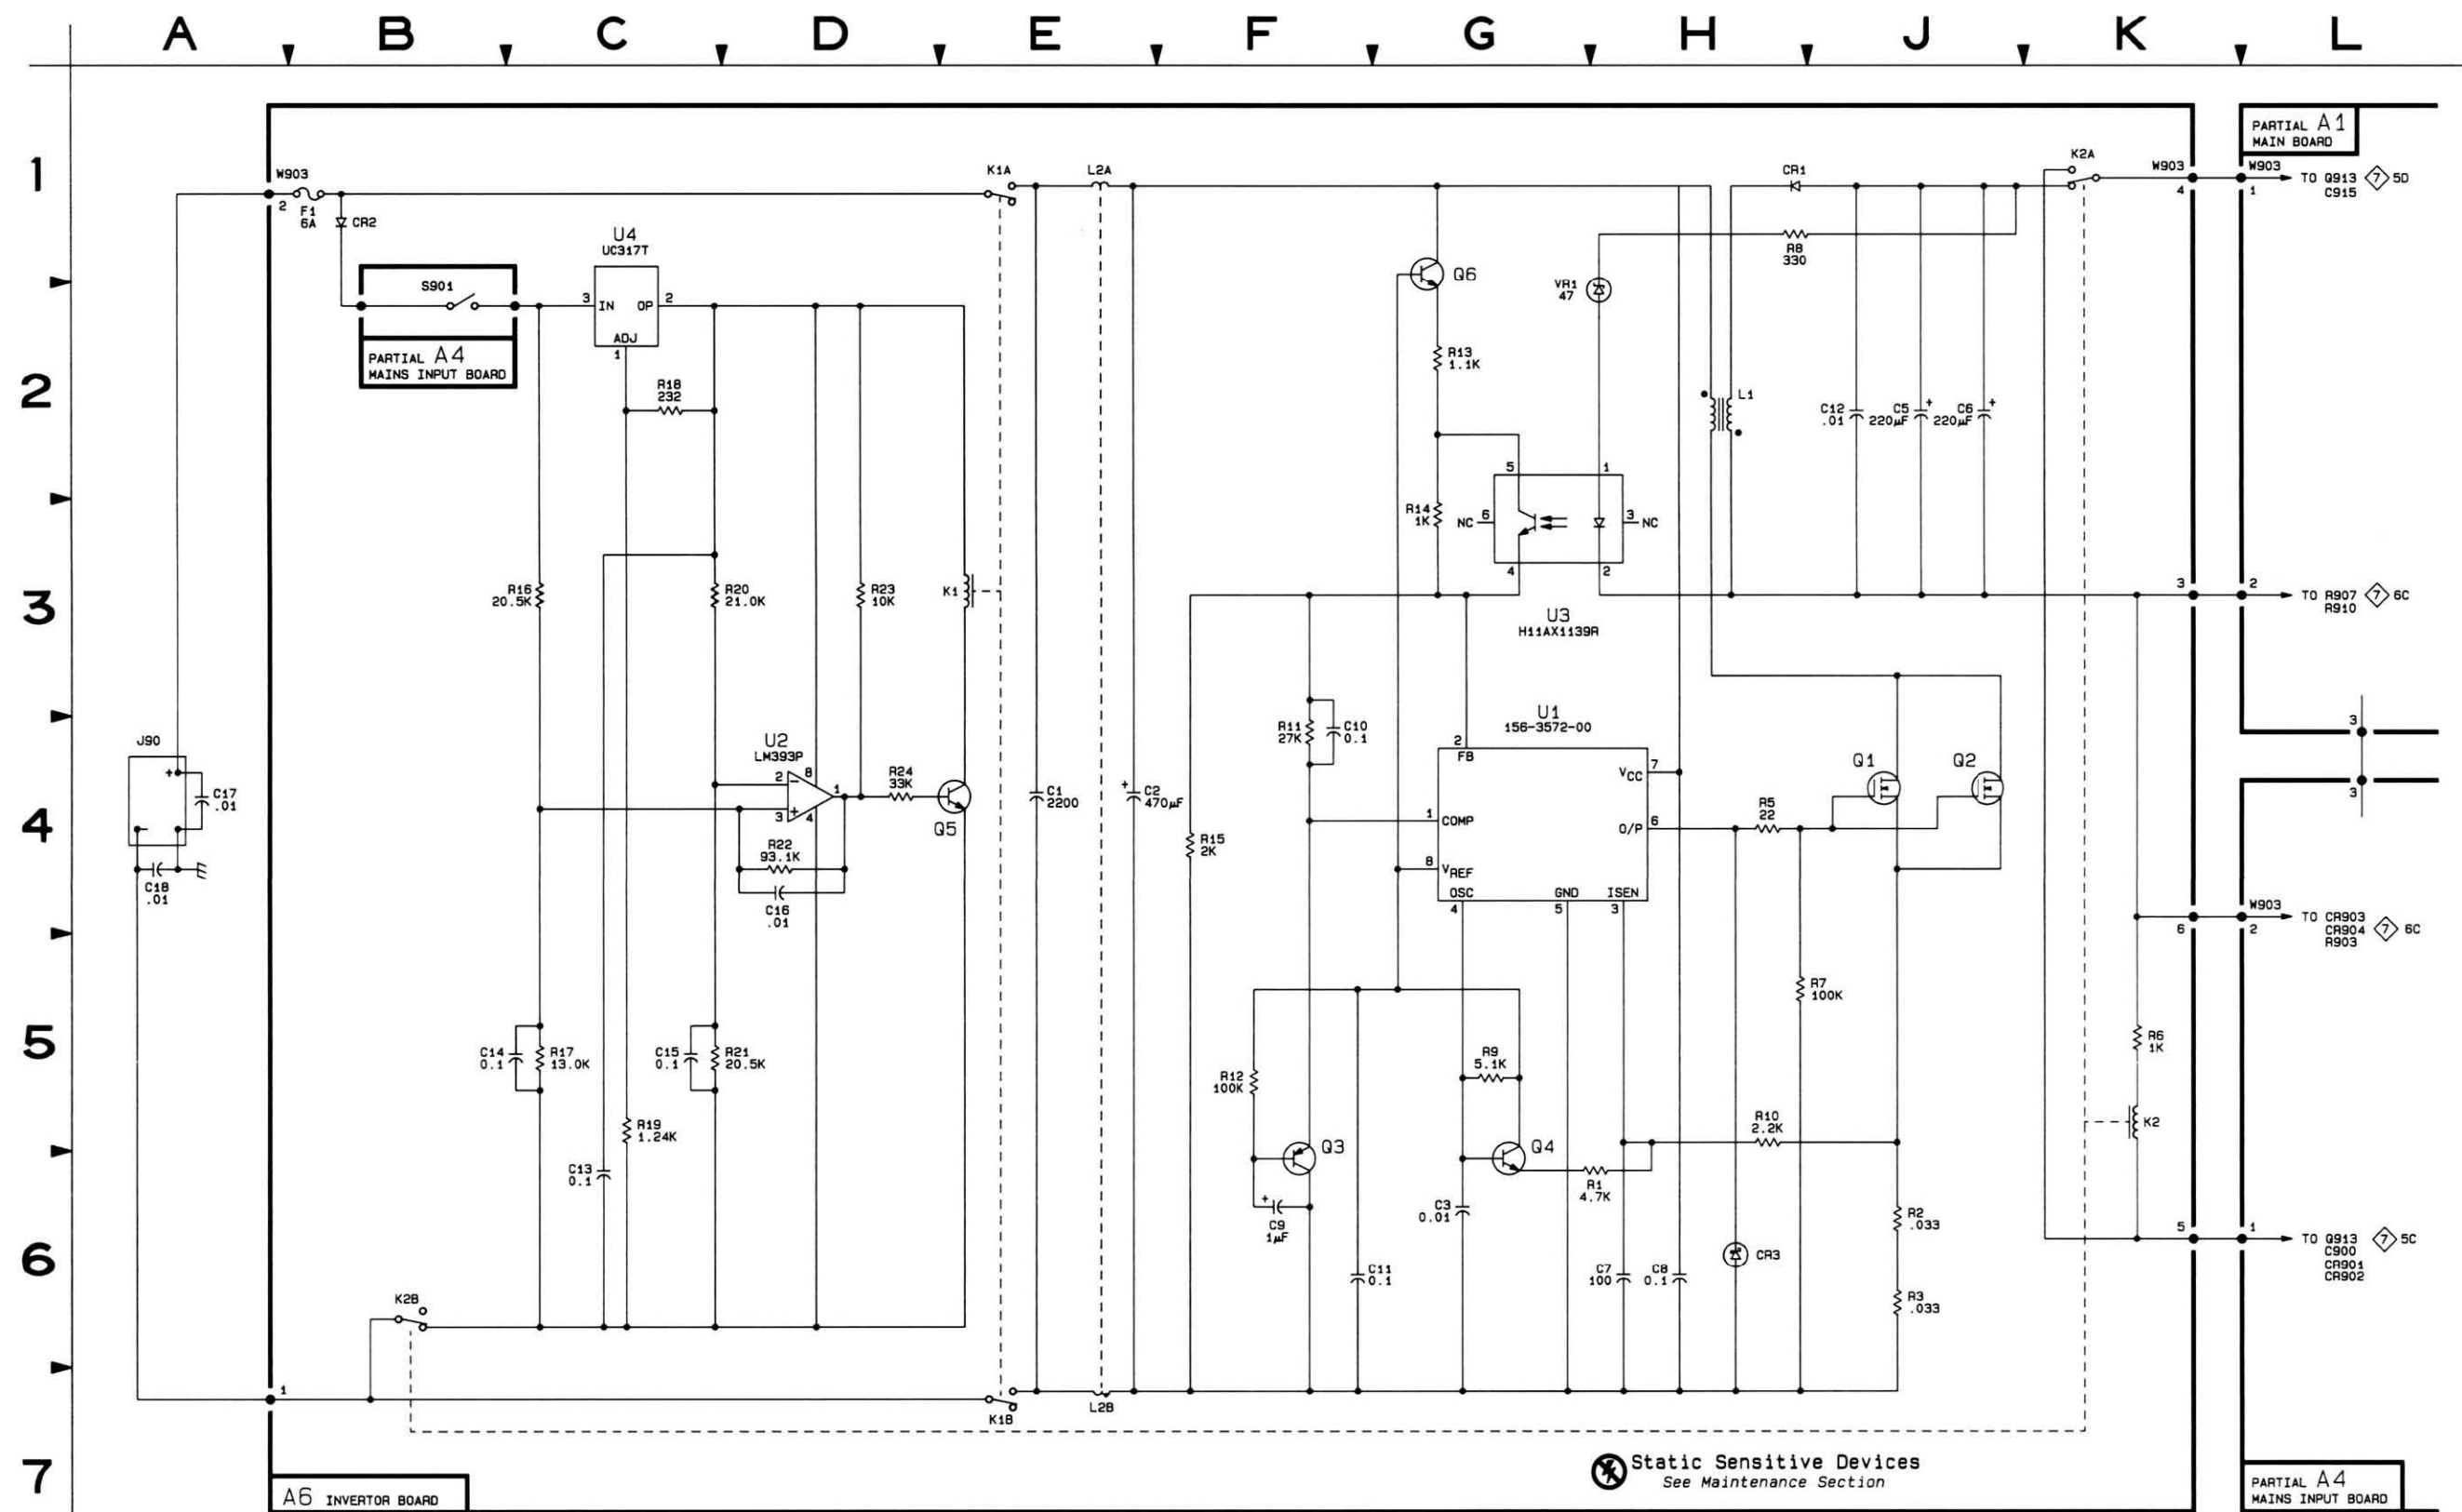 A B C D E F G H J K L
1
2
3
4
5
6
7
PARTIAL A1
MAIN BOARD
W903
2
F1
6A
CR2
K1A
L2A
CR1
K2A
W903
4
W903
1
TO Q913 7 5D
C915
U4
UC317T
3 IN OP 2
ADJ
1
S901
PARTIAL A4
MAINS INPUT BOARD
R18
232
Q6
VR1
47
R8
330
R13
1.1K
L1
C12
.01
C5 +
220µF
C6 +
220µF
5
1
R14
1K
NC 6
3 NC
4
2
U3
H11AX1139R
R16
20.5K
R20
21.0K
R23
10K
K1
3
2
TO R907 7 6C
R910
3
3
J90
+
-
C17
.01
C18
.01
U2
LM393P
2 - 8
1
3 + 4
R24
33K
Q5
R22
93.1K
C16
.01
C1
2200
+ C2
470µF
R15
2K
R11
27K
C10
0.1
U1
156-3572-00
2
FB
VCC 7
1 COMP
O/P 6
8 VREF
OSC GND ISEN
4 5 3
R5
22
Q1
Q2
W903
6
2
TO CR903
CR904 7 6C
R903
R7
100K
C14
0.1
R17
13.0K
C15
0.1
R21
20.5K
R19
1.24K
C13
0.1
R12
100K
R9
5.1K
Q3
Q4
R10
2.2K
R1
4.7K
+
C9
1µF
C3
0.01
C11
0.1
C7
100
C8
0.1
CR3
R2
.033
R3
.033
R6
1K
K2
5
1
TO Q913 7 5C
C900
CR901
CR902
K2B
1
K1B
L2B
Static Sensitive Devices
See Maintenance Section
A6 INVERTOR BOARD
PARTIAL A4
MAINS INPUT BOARD